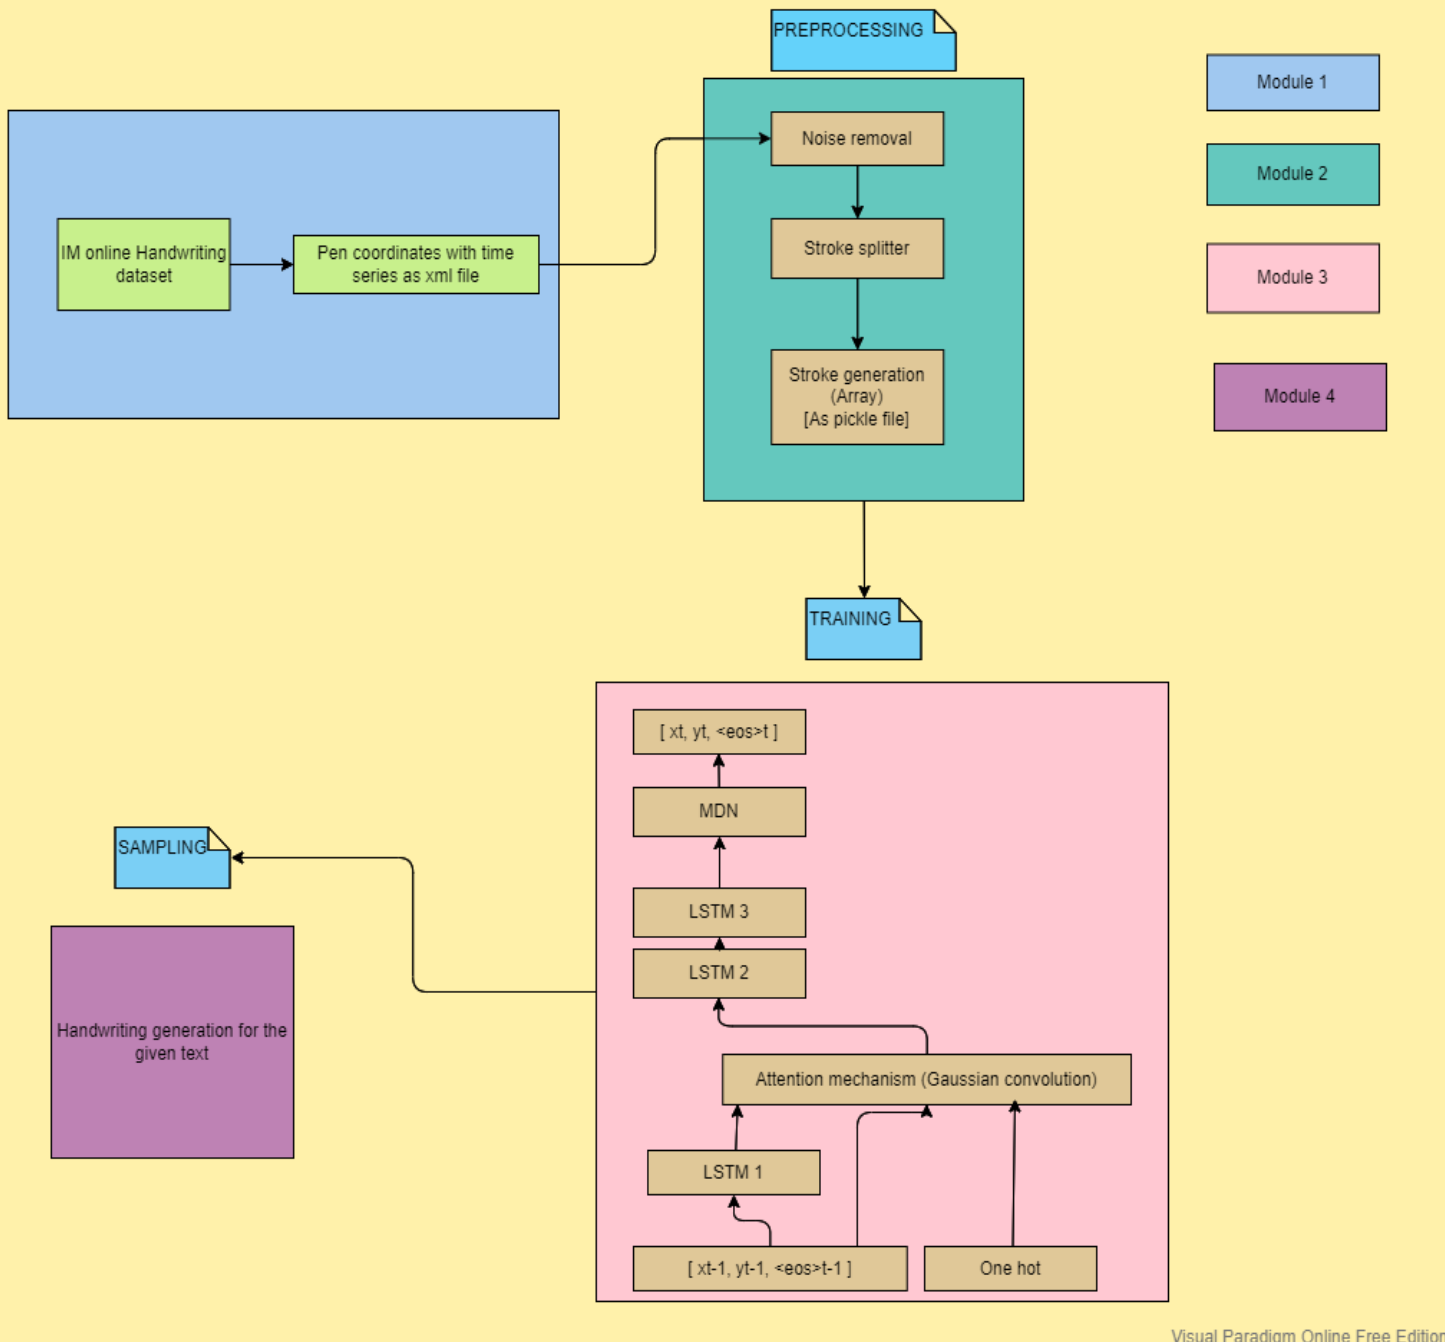 PREPROCESSING
Module 1
Noise removal
Module 2
IM online Handwriting
dataset
Pen coordinates with time
series as xml file
Stroke splitter
Module 3
Stroke generation
(Array)
[As pickle file]
Module 4
TRAINING
[ xt, yt, <eos>t ]
MDN
SAMPLING
LSTM 3
LSTM 2
Handwriting generation for the
given text
Attention mechanism (Gaussian convolution)
LSTM 1
[ xt-1, yt-1, <eos>t-1 ]
One hot
Visual Paradigm Online Free Edition